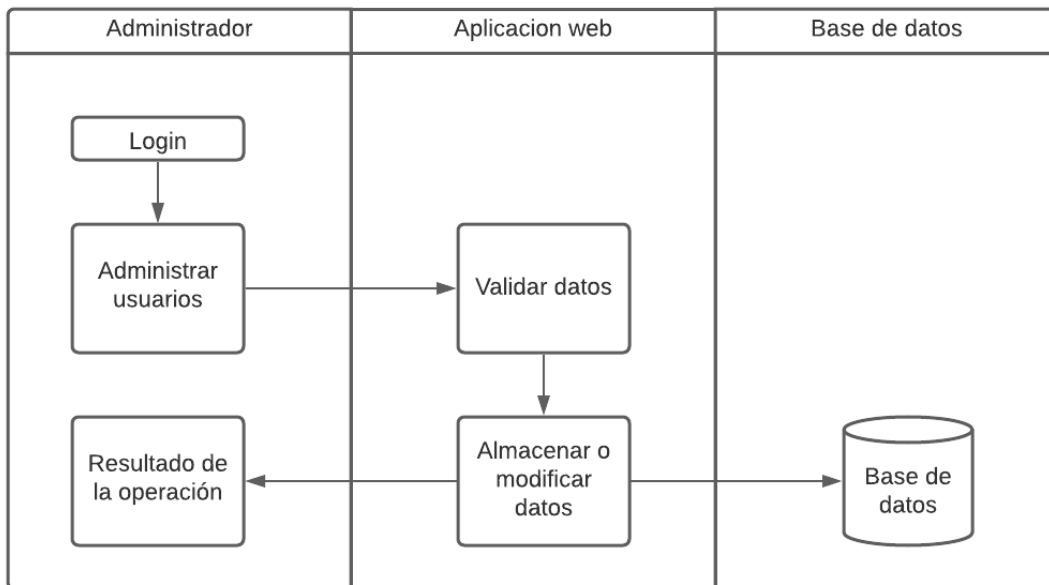 Administrador
Aplicacion web
Base de datos
Login
Administrar
usuarios
Validar datos
Resultado de
la operación
Almacenar o
modificar
datos
Base de
datos